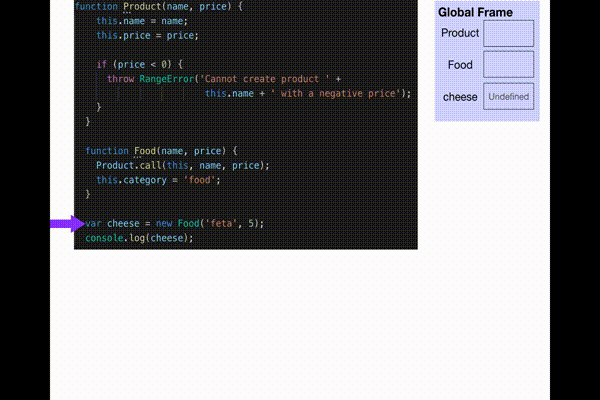 function Product(name, price) {
this.name = name;
this.price = price;
if (price < 0) {
throw RangeError('Cannot create product ' +
this.name + ' with a negative price');
}
}
function Food(name, price) {
Product.call(this, name, price);
this.category = 'food';
}
var cheese = new Food('feta', 5);
console.log(cheese);
Global Frame
Product
Food
cheese Undefined